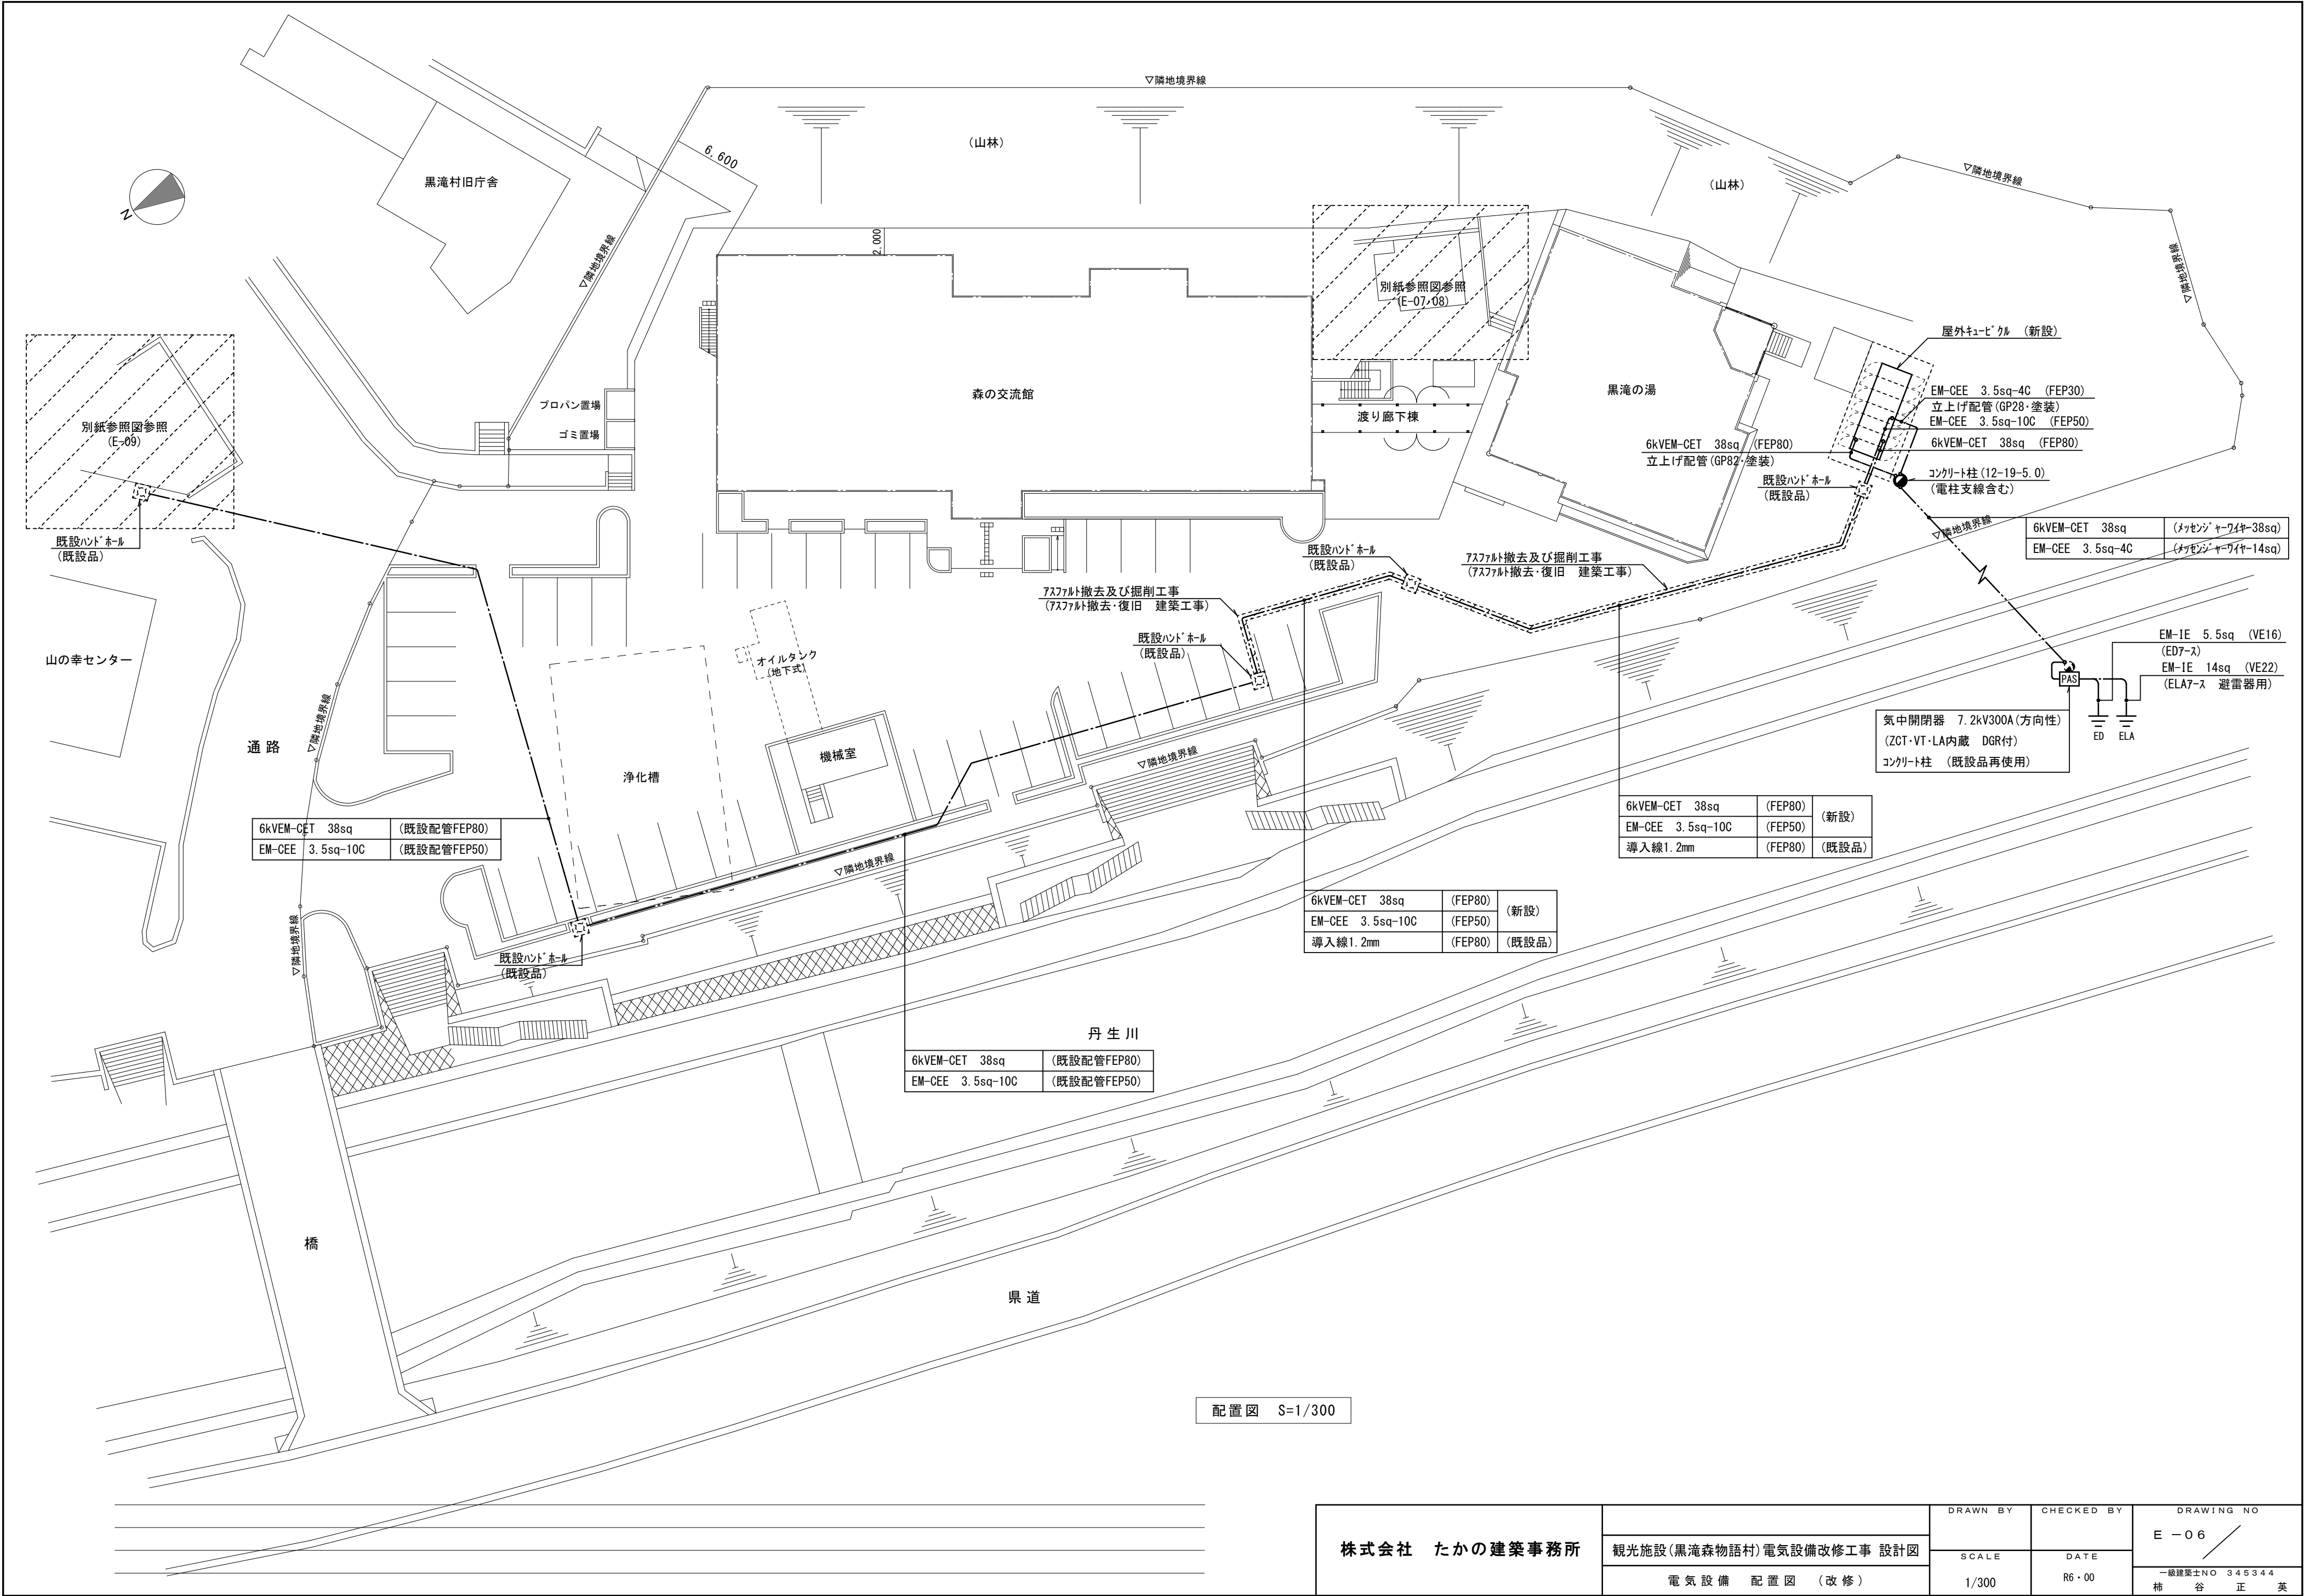 ▽隣地境界線
(山林)
(山林)
▽隣地境界線
▽隣地境界線
▽隣地境界線
6,600
2,000
N
黒滝村旧庁舎
別紙参照図参照
(E-09)
既設ハンドホール
(既設品)
プロパン置場
ゴミ置場
森の交流館
別紙参照図参照
(E-07・08)
渡り廊下棟
黒滝の湯
屋外キュービクル (新設)
EM-CEE 3.5sq-4C (FEP30)
立上げ配管(GP28・塗装)
EM-CEE 3.5sq-10C (FEP50)
6kVEM-CET 38sq (FEP80)
6kVEM-CET 38sq (FEP80)
立上げ配管(GP82・塗装)
コンクリート柱(12-19-5.0)
(電柱支線含む)
既設ハンドホール
(既設品)
▽隣地境界線
6kVEM-CET 38sq (メッセンジャーワイヤー38sq)
EM-CEE 3.5sq-4C (メッセンジャーワイヤー14sq)
既設ハンドホール
(既設品)
アスファルト撤去及び掘削工事
(アスファルト撤去・復旧 建築工事)
アスファルト撤去及び掘削工事
(アスファルト撤去・復旧 建築工事)
既設ハンドホール
(既設品)
EM-IE 5.5sq (VE16)
(EDアース)
EM-IE 14sq (VE22)
(ELAアース 避雷器用)
PAS
ED ELA
気中開閉器 7.2kV300A(方向性)
(ZCT・VT・LA内蔵 DGR付)
コンクリート柱 (既設品再使用)
山の幸センター
通路
▽隣地境界線
オイルタンク
(地下式)
機械室
浄化槽
▽隣地境界線
▽隣地境界線
▽隣地境界線
6kVEM-CET 38sq (既設配管FEP80)
EM-CEE 3.5sq-10C (既設配管FEP50)
既設ハンドホール
(既設品)
6kVEM-CET 38sq (FEP80) (新設)
EM-CEE 3.5sq-10C (FEP50)
導入線1.2mm (FEP80) (既設品)
6kVEM-CET 38sq (FEP80) (新設)
EM-CEE 3.5sq-10C (FEP50)
導入線1.2mm (FEP80) (既設品)
丹生川
6kVEM-CET 38sq (既設配管FEP80)
EM-CEE 3.5sq-10C (既設配管FEP50)
橋
県道
配置図 S=1/300
株式会社 たかの建築事務所
観光施設(黒滝森物語村)電気設備改修工事 設計図
電気設備 配置図 (改修)
DRAWN BY
CHECKED BY
DRAWING NO
E -06
SCALE
1/300
DATE
R6・00
一級建築士NO 345344
柿谷正英